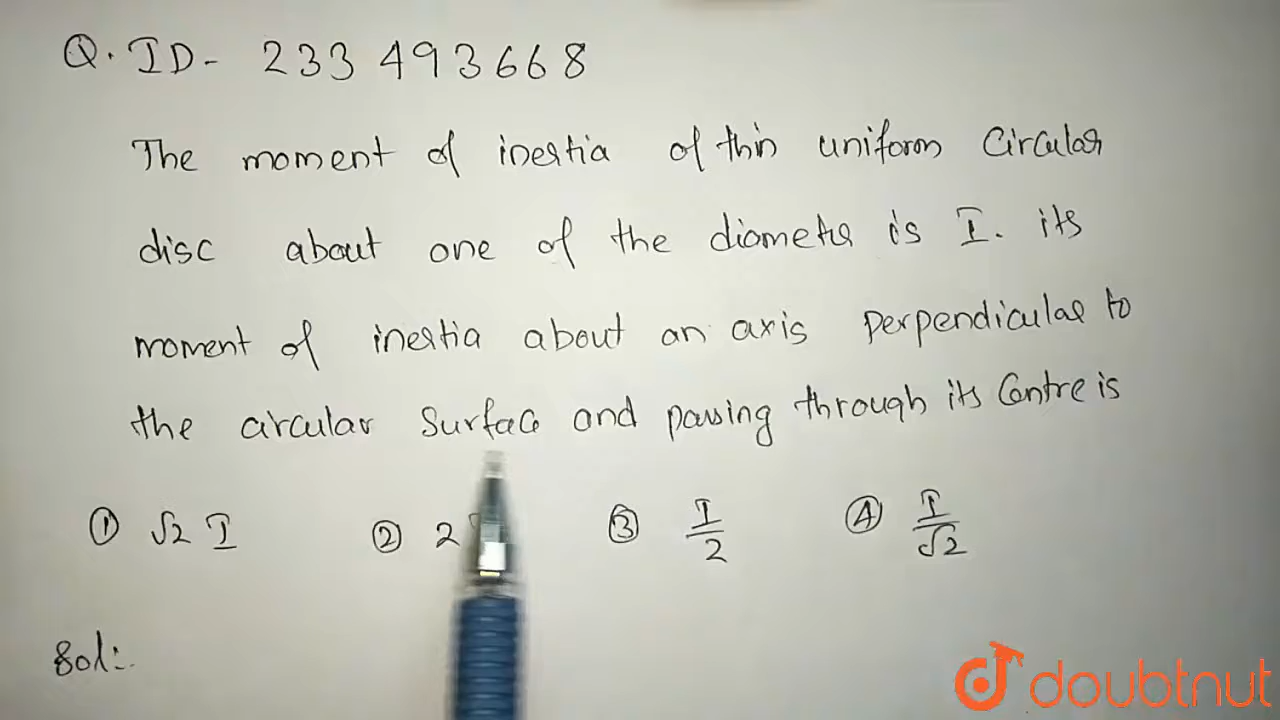 Q. ID - 233 493668
The moment of inertia of thin uniform Circular
disc about one of the diameter is I. its
moment of inertia about an axis perpendicular to
the circular Surface and passing through its Centre is
① √2 I ② 2 ③ I/2 ④ I/√2
Sol:-
doubtnut